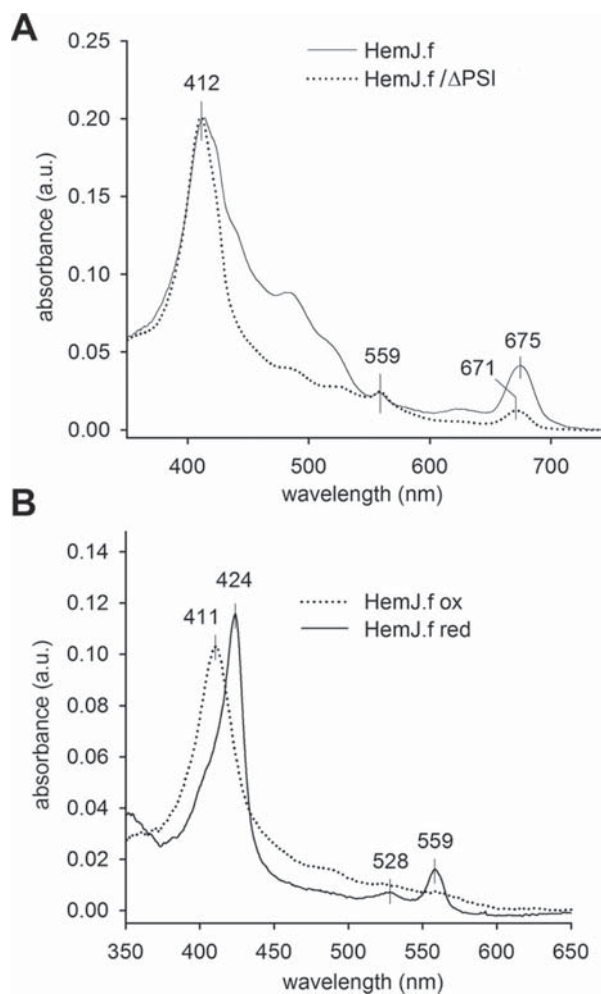 A
0.25
HemJ.f
HemJ.f /ΔPSI
412
0.20
absorbance (a.u.)
0.15
0.10
559
675
671
0.05
0.00
400 500 600 700
wavelength (nm)
B
0.14
424
0.12
HemJ.f ox
HemJ.f red
411
0.10
absorbance (a.u.)
0.08
0.06
0.04
559
528
0.02
0.00
350 400 450 500 550 600 650
wavelength (nm)